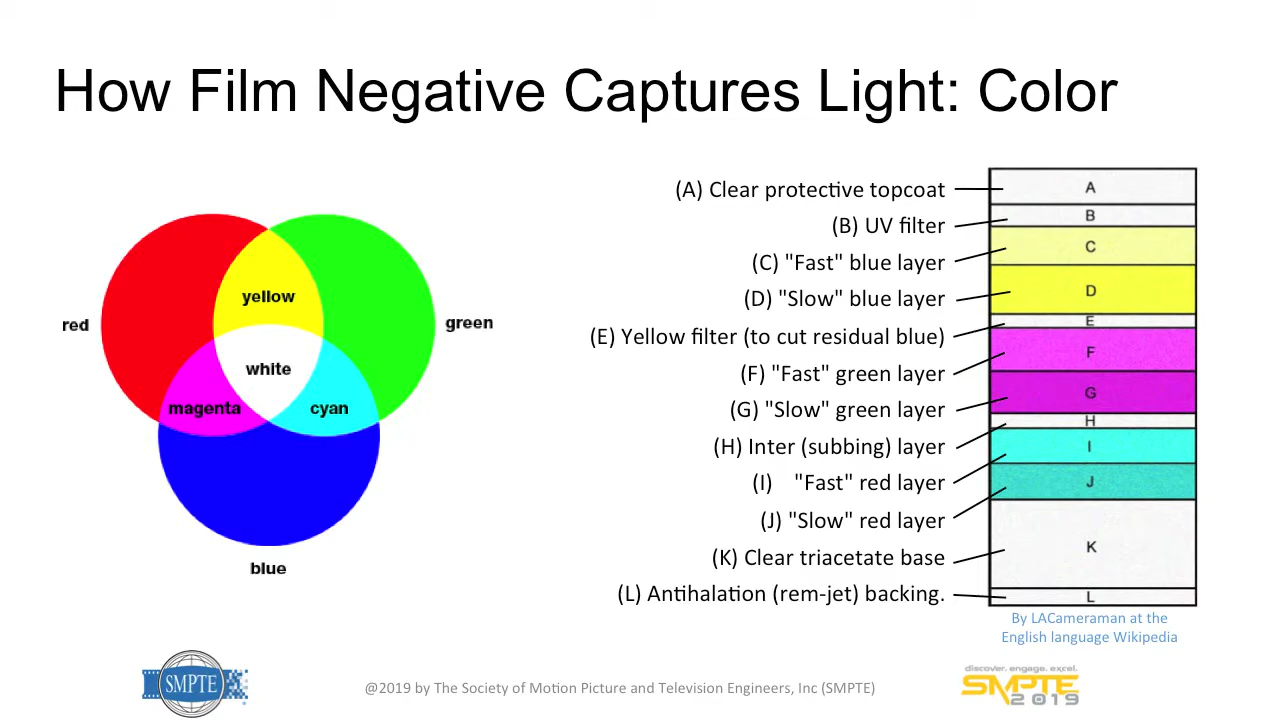 How Film Negative Captures Light: Color
red
yellow
green
white
magenta
cyan
blue
(A) Clear protective topcoat
(B) UV filter
(C) "Fast" blue layer
(D) "Slow" blue layer
(E) Yellow filter (to cut residual blue)
(F) "Fast" green layer
(G) "Slow" green layer
(H) Inter (subbing) layer
(I) "Fast" red layer
(J) "Slow" red layer
(K) Clear triacetate base
(L) Antihalation (rem-jet) backing.
A
B
C
D
E
F
G
H
I
J
K
L
By LACameraman at the
English language Wikipedia
SMPTE
@2019 by The Society of Motion Picture and Television Engineers, Inc (SMPTE)
discover. engage. excel.
SMPTE
2019